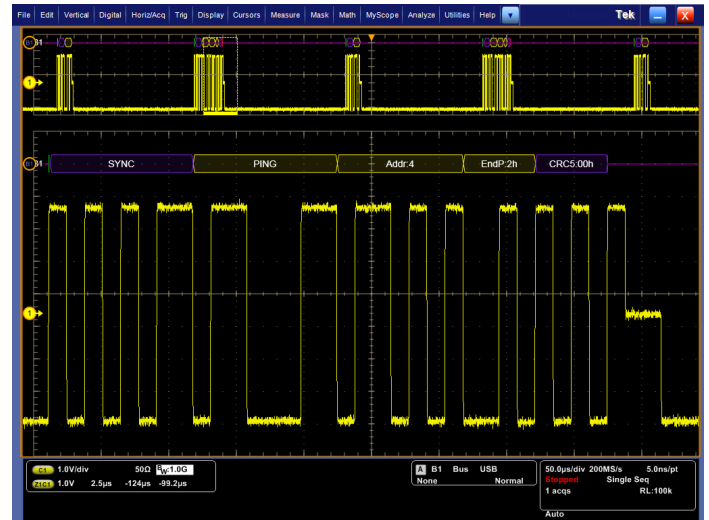 File Edit Vertical Digital Horiz/Acq Trig Display Cursors Measure Mask Math MyScope Analyze Utilities Help Tek X
B1
1
B1 SYNC PING Addr:4 EndP:2h CRC5:00h
1
C1 1.0V/div 50Ω BW:1.0G
Z1C1 1.0V 2.5µs -124µs -99.2µs
A B1 Bus USB
None Normal
50.0µs/div 200MS/s 5.0ns/pt
Stopped Single Seq
1 acqs RL:100k
Auto